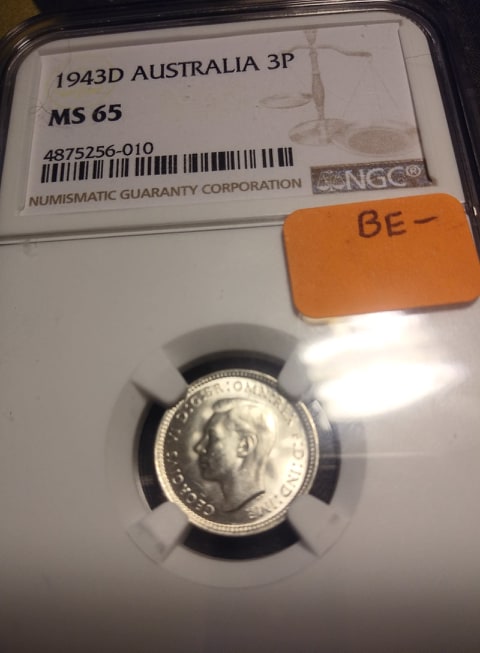 1943D AUSTRALIA 3P
MS 65
4875256-010
NUMISMATIC GUARANTY CORPORATION
NGC®
BE-
GEORGIVS VI D:G:BR:OMN:REX F:D:IND:IMP